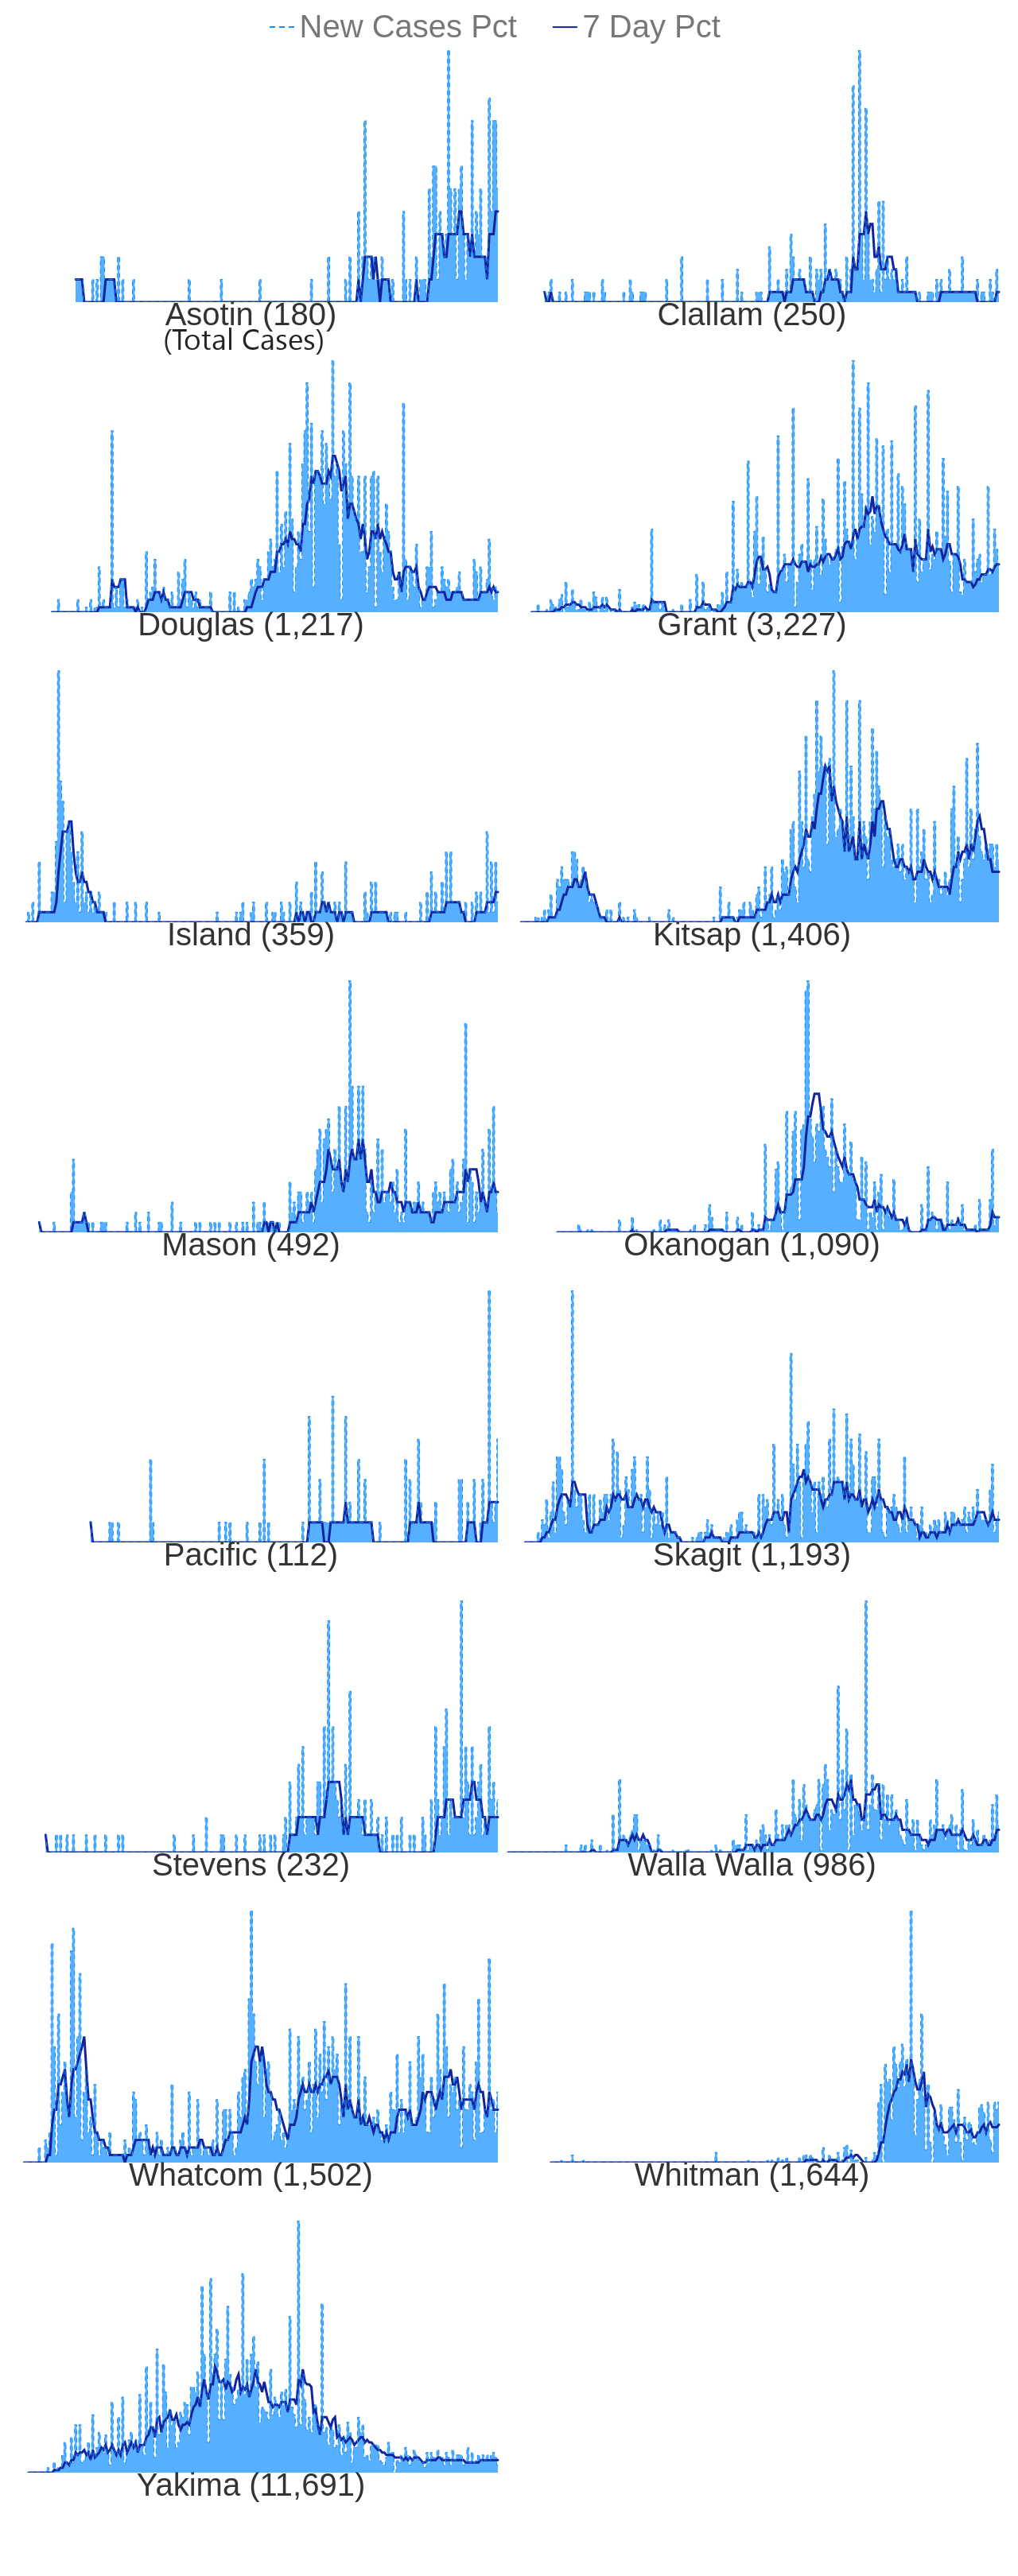 New Cases Pct 7 Day Pct
Asotin (180) Clallam (250)
(Total Cases)
Douglas (1,217) Grant (3,227)
Island (359) Kitsap (1,406)
Mason (492) Okanogan (1,090)
Pacific (112) Skagit (1,193)
Stevens (232) Walla Walla (986)
Whatcom (1,502) Whitman (1,644)
Yakima (11,691)